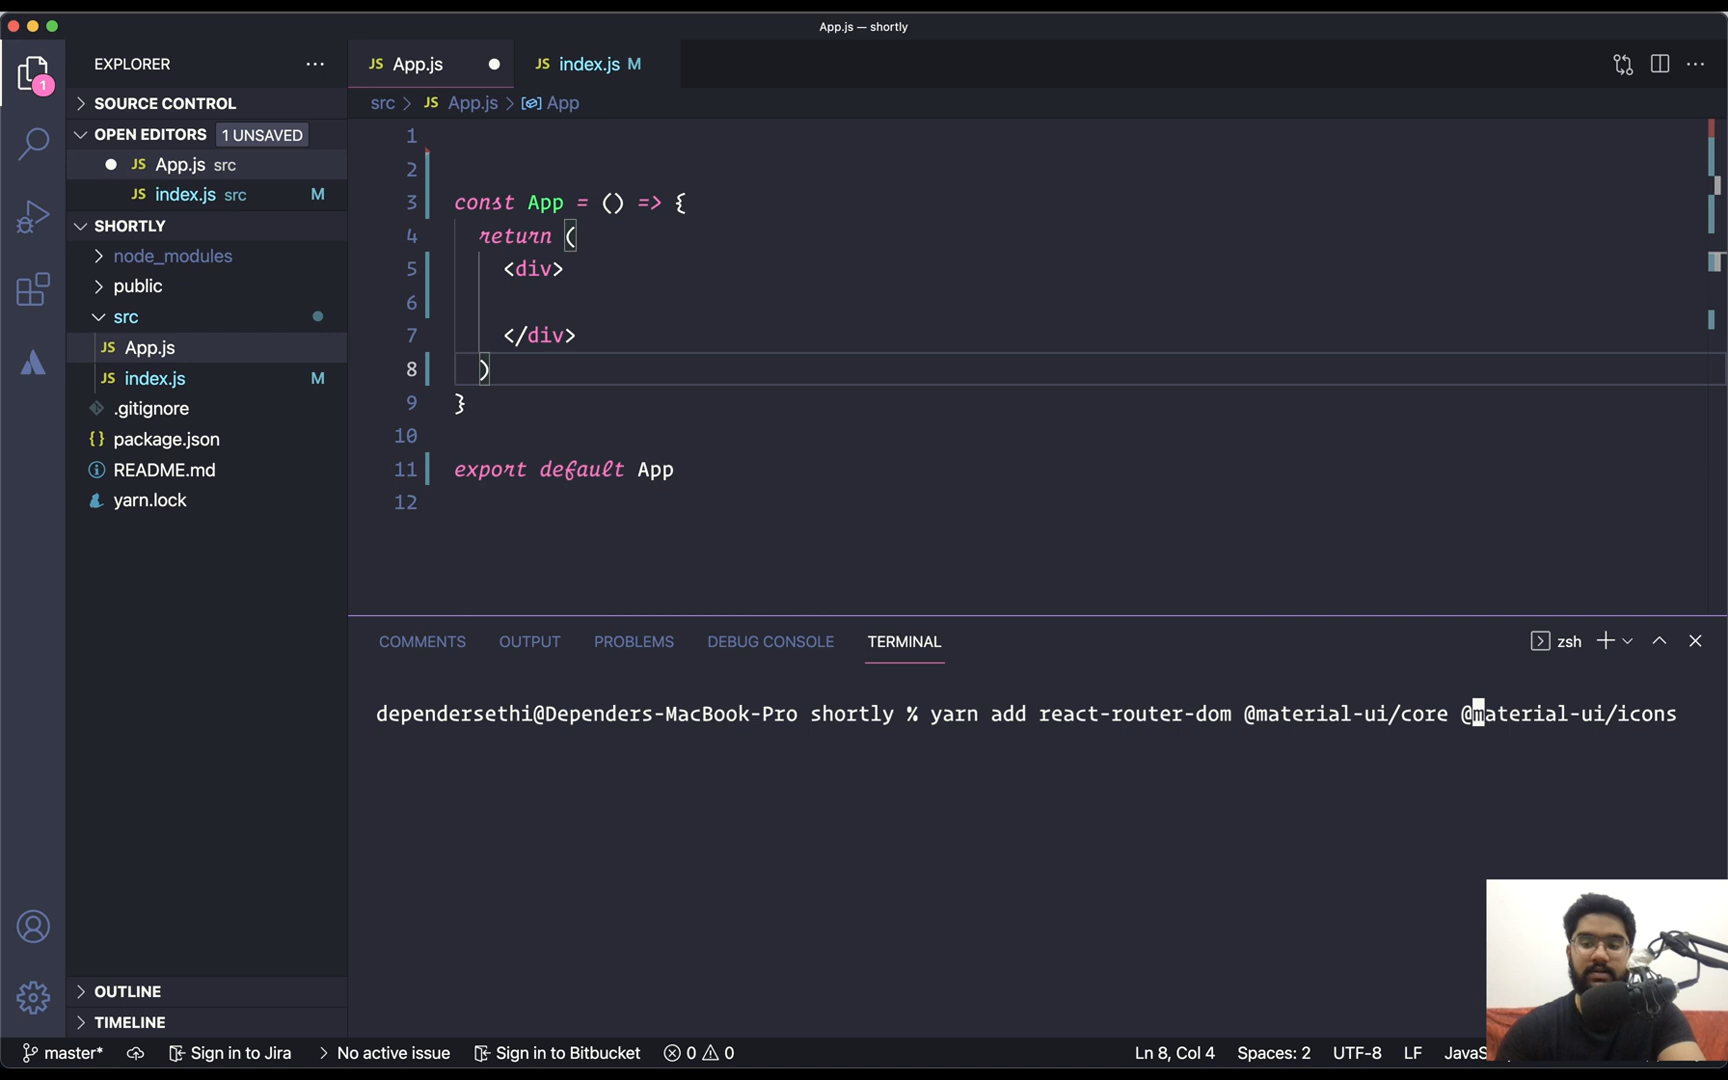 App.js — shortly
EXPLORER
SOURCE CONTROL
OPEN EDITORS 1 UNSAVED
JS App.js src
JS index.js src M
SHORTLY
node_modules
public
src
JS App.js
JS index.js M
.gitignore
{} package.json
README.md
yarn.lock
OUTLINE
TIMELINE
1
JS App.js
JS index.js M
src > JS App.js > App
1
2
3 const App = () => {
4 return (
5 <div>
6
7 </div>
8 )
9 }
10
11 export default App
12
COMMENTS OUTPUT PROBLEMS DEBUG CONSOLE TERMINAL
zsh
dependersethi@Dependers-MacBook-Pro shortly % yarn add react-router-dom @material-ui/core @material-ui/icons
master* Sign in to Jira No active issue Sign in to Bitbucket 0 0 Ln 8, Col 4 Spaces: 2 UTF-8 LF